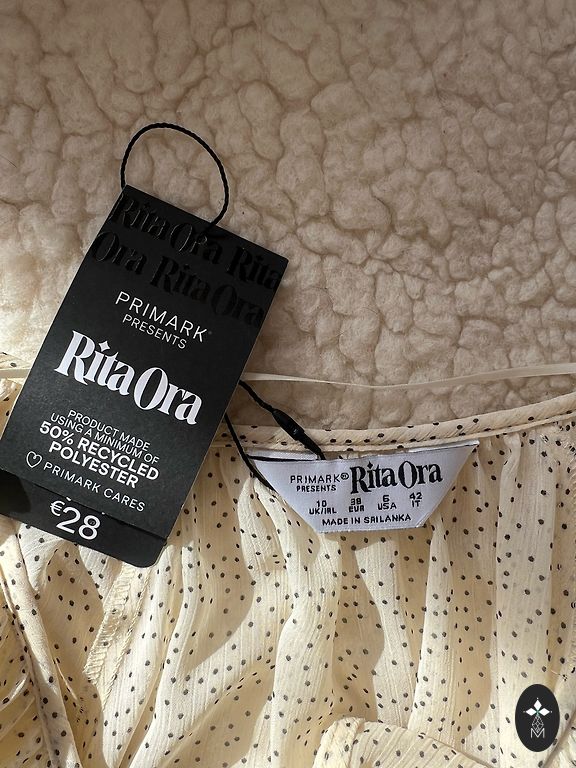 Rita Ora Rita
Ora Rita Ora
PRIMARK®
PRESENTS
Rita Ora
PRODUCT MADE
USING A MINIMUM OF
50% RECYCLED
POLYESTER
PRIMARK CARES
€28
PRIMARK® Rita Ora
PRESENTS
10 38 6 42
UK/IRL EUR USA IT
MADE IN SRI LANKA
M